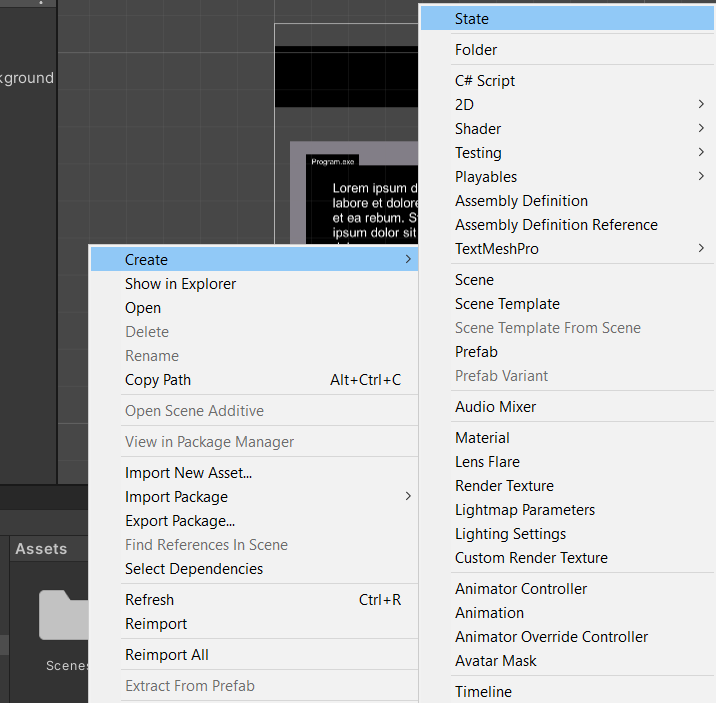 kground
Program.exe
Lorem ipsum d
labore et dolore
et ea rebum. S
ipsum dolor sit
Create
Show in Explorer
Open
Delete
Rename
Copy Path Alt+Ctrl+C
Open Scene Additive
View in Package Manager
Import New Asset...
Import Package
Export Package...
Find References In Scene
Select Dependencies
Refresh Ctrl+R
Reimport
Reimport All
Extract From Prefab
State
Folder
C# Script
2D
Shader
Testing
Playables
Assembly Definition
Assembly Definition Reference
TextMeshPro
Scene
Scene Template
Scene Template From Scene
Prefab
Prefab Variant
Audio Mixer
Material
Lens Flare
Render Texture
Lightmap Parameters
Lighting Settings
Custom Render Texture
Animator Controller
Animation
Animator Override Controller
Avatar Mask
Timeline
Assets
Scenes